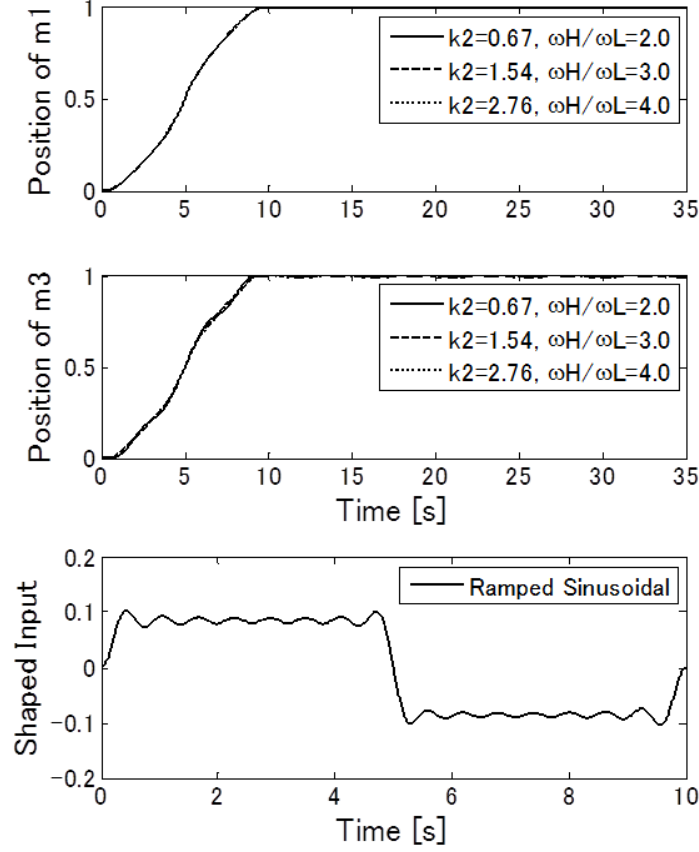 Position of m1
1
0.5
0
k2=0.67, ωH/ωL=2.0
k2=1.54, ωH/ωL=3.0
k2=2.76, ωH/ωL=4.0
0 5 10 15 20 25 30 35
Position of m3
1
0.5
0
k2=0.67, ωH/ωL=2.0
k2=1.54, ωH/ωL=3.0
k2=2.76, ωH/ωL=4.0
0 5 10 15 20 25 30 35
Time [s]
Shaped Input
0.2
0.1
0
-0.1
-0.2
Ramped Sinusoidal
0 2 4 6 8 10
Time [s]